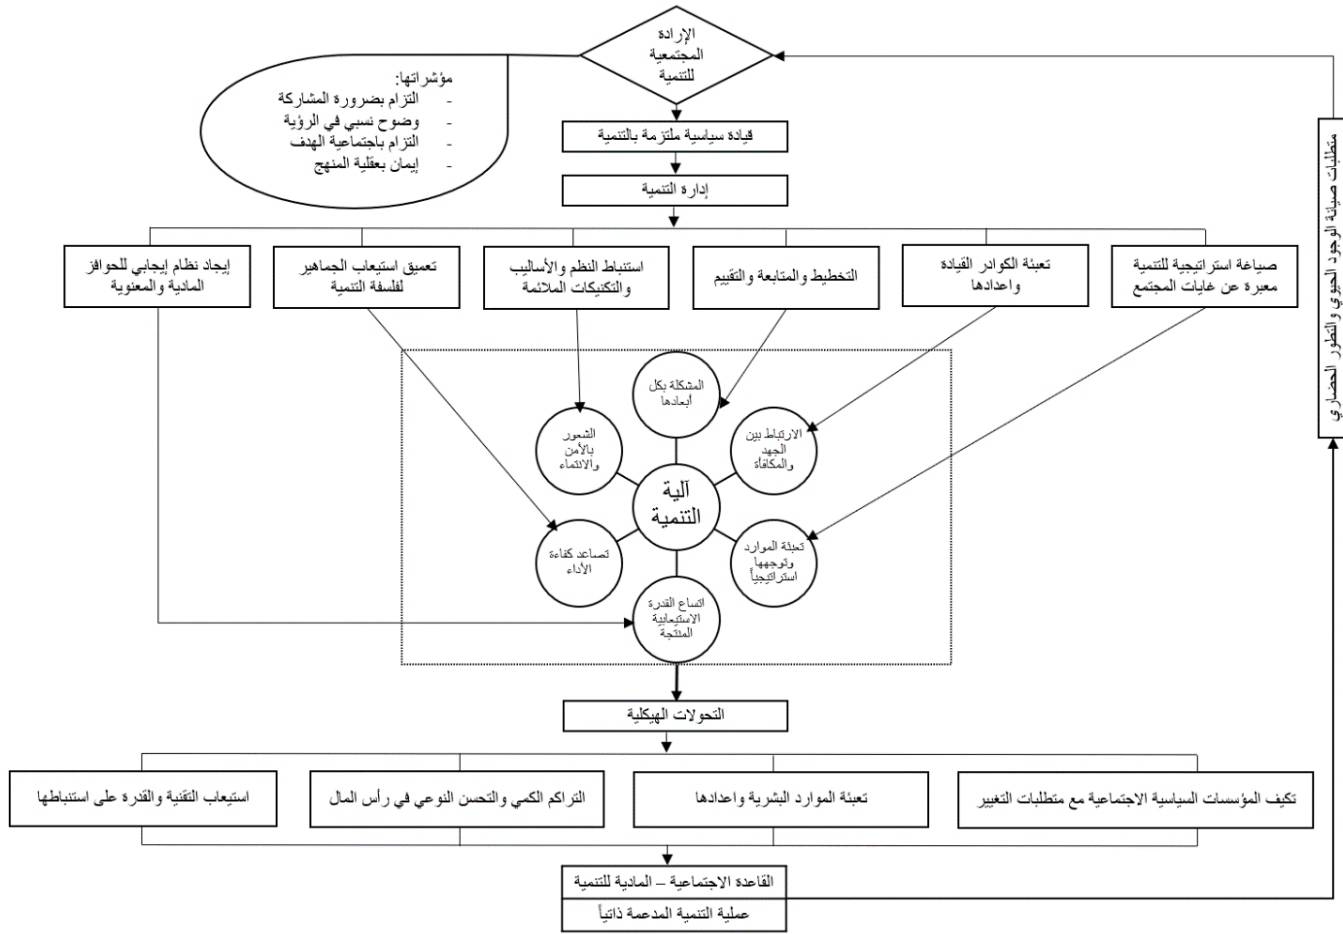 الإرادة
المجتمعية
للتنمية
مؤشراتها:
- التزام بضرورة المشاركة
- وضوح نسبي في الرؤية
- التزام باجتماعية الهدف
- إيمان بعقلية المنهج
قيادة سياسية ملتزمة بالتنمية
إدارة التنمية
صياغة استراتيجية للتنمية
معبرة عن غايات المجتمع
تعبئة الكوادر القيادة
واعدادها
التخطيط والمتابعة والتقييم
استنباط النظم والأساليب
والتكنيكات الملائمة
تعميق استيعاب الجماهير
لفلسفة التنمية
إيجاد نظام إيجابي للحوافز
المادية والمعنوية
المشكلة بكل
أبعادها
الارتباط بين
الجهد
والمكافأة
الشعور
بالأمن
والانتماء
آلية
التنمية
تعبئة الموارد
وتوجهها
استراتيجياً
تصاعد كفاءة
الأداء
اتساع القدرة
الاستيعابية
المنتجة
التحولات الهيكلية
تكيف المؤسسات السياسية الاجتماعية مع متطلبات التغيير
تعبئة الموارد البشرية واعدادها
التراكم الكمي والتحسن النوعي في رأس المال
استيعاب التقنية والقدرة على استنباطها
القاعدة الاجتماعية – المادية للتنمية
عملية التنمية المدعمة ذاتياً
متطلبات صيانة الوجود الحيوي والتطور الحضاري